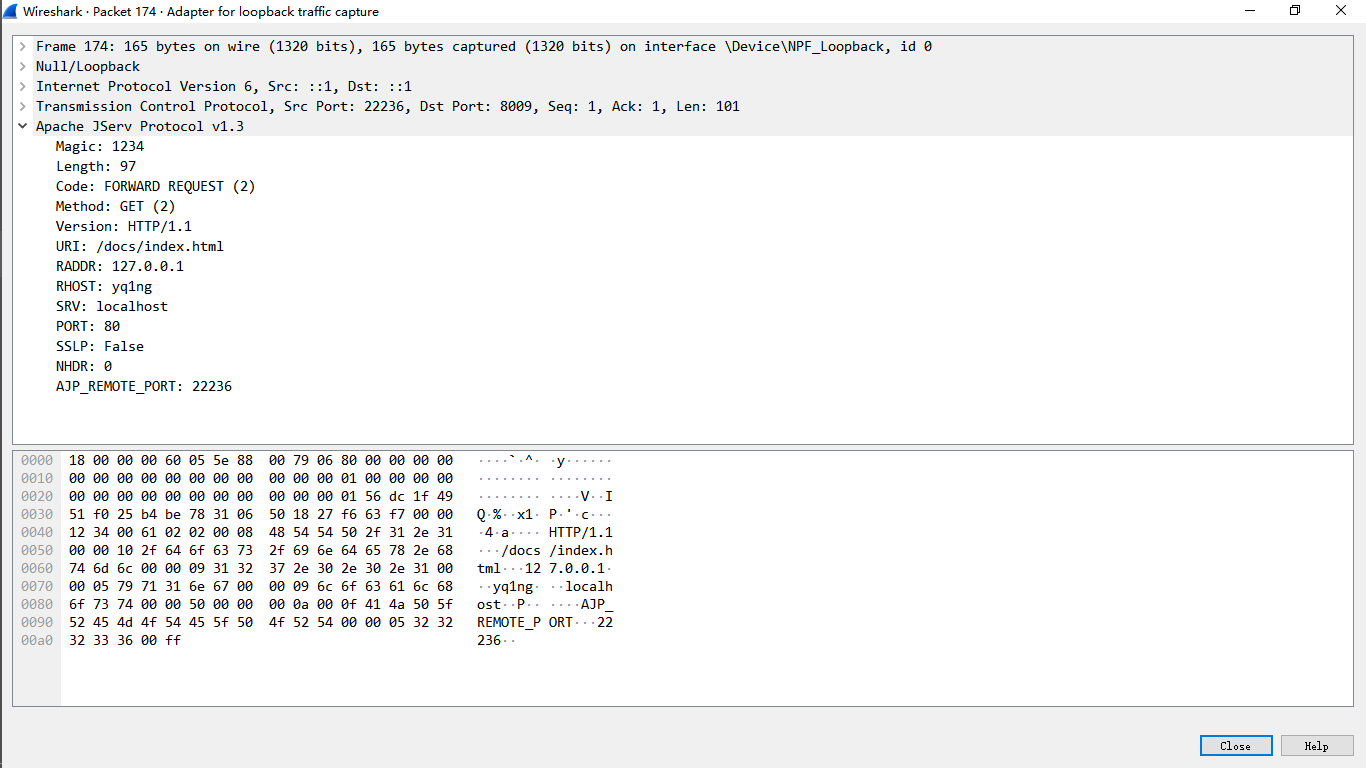 Wireshark · Packet 174 · Adapter for loopback traffic capture
Frame 174: 165 bytes on wire (1320 bits), 165 bytes captured (1320 bits) on interface \Device\NPF_Loopback, id 0
Null/Loopback
Internet Protocol Version 6, Src: ::1, Dst: ::1
Transmission Control Protocol, Src Port: 22236, Dst Port: 8009, Seq: 1, Ack: 1, Len: 101
Apache JServ Protocol v1.3
Magic: 1234
Length: 97
Code: FORWARD REQUEST (2)
Method: GET (2)
Version: HTTP/1.1
URI: /docs/index.html
RADDR: 127.0.0.1
RHOST: yq1ng
SRV: localhost
PORT: 80
SSLP: False
NHDR: 0
AJP_REMOTE_PORT: 22236
0000 18 00 00 00 60 05 5e 88 00 79 06 80 00 00 00 00 ····`·^· ·y······
0010 00 00 00 00 00 00 00 00 00 00 00 01 00 00 00 00 ········ ········
0020 00 00 00 00 00 00 00 00 00 00 00 01 56 dc 1f 49 ········ ····V··I
0030 51 f0 25 b4 be 78 31 06 50 18 27 f6 63 f7 00 00 Q·%··x1· P·'·c···
0040 12 34 00 61 02 02 00 08 48 54 54 50 2f 31 2e 31 ·4·a···· HTTP/1.1
0050 00 00 10 2f 64 6f 63 73 2f 69 6e 64 65 78 2e 68 ···/docs /index.h
0060 74 6d 6c 00 00 09 31 32 37 2e 30 2e 30 2e 31 00 tml···12 7.0.0.1·
0070 00 05 79 71 31 6e 67 00 00 09 6c 6f 63 61 6c 68 ··yq1ng· ··localh
0080 6f 73 74 00 00 50 00 00 00 0a 00 0f 41 4a 50 5f ost··P·· ····AJP_
0090 52 45 4d 4f 54 45 5f 50 4f 52 54 00 00 05 32 32 REMOTE_P ORT···22
00a0 32 33 36 00 ff 236··
Close Help